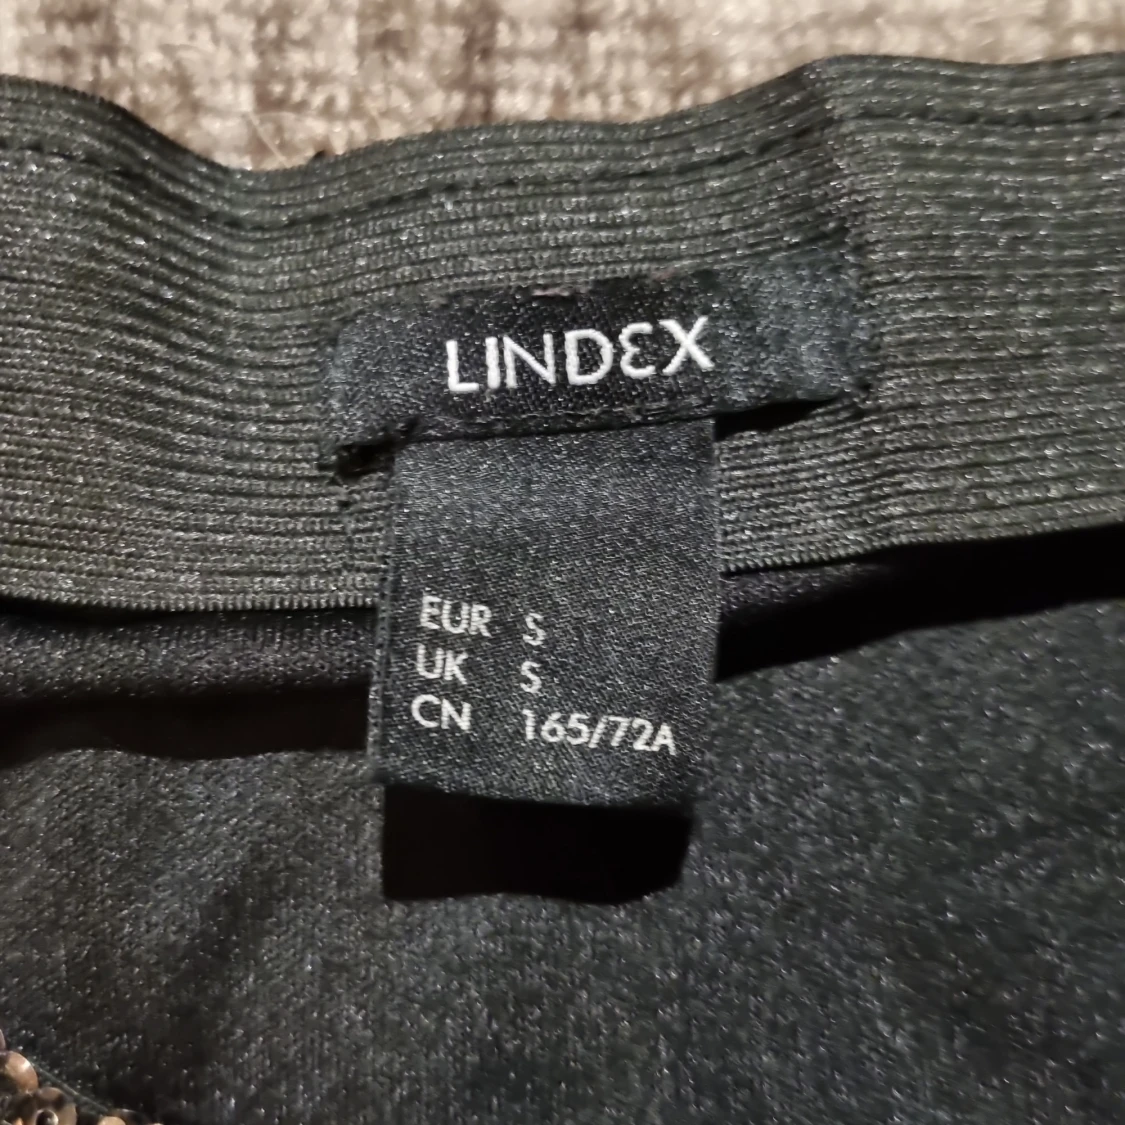 LINDEX
EUR S
UK S
CN 165/72A